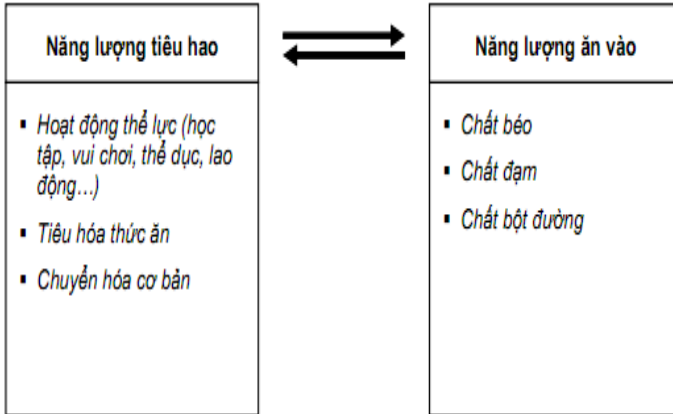 Năng lượng tiêu hao
▪ Hoạt động thể lực (học
tập, vui chơi, thể dục, lao
động…)
▪ Tiêu hóa thức ăn
▪ Chuyển hóa cơ bản
Năng lượng ăn vào
▪ Chất béo
▪ Chất đạm
▪ Chất bột đường